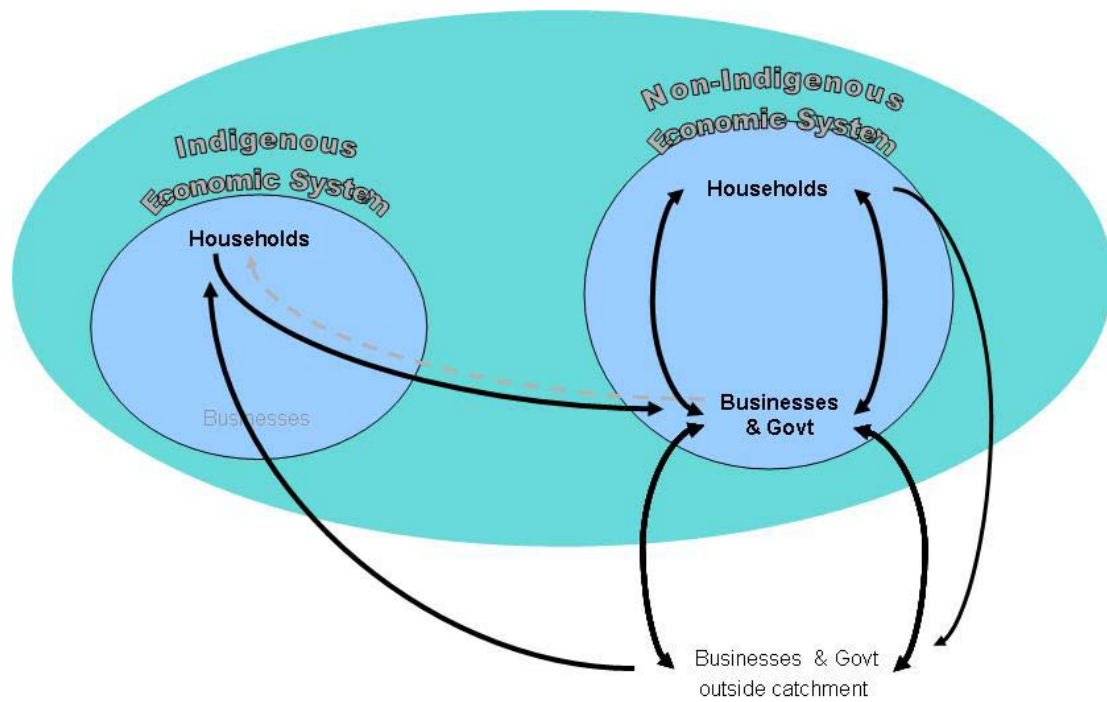 Indigenous
Economic System
Households
Businesses
Non-Indigenous
Economic System
Households
Businesses
& Govt
Businesses & Govt
outside catchment